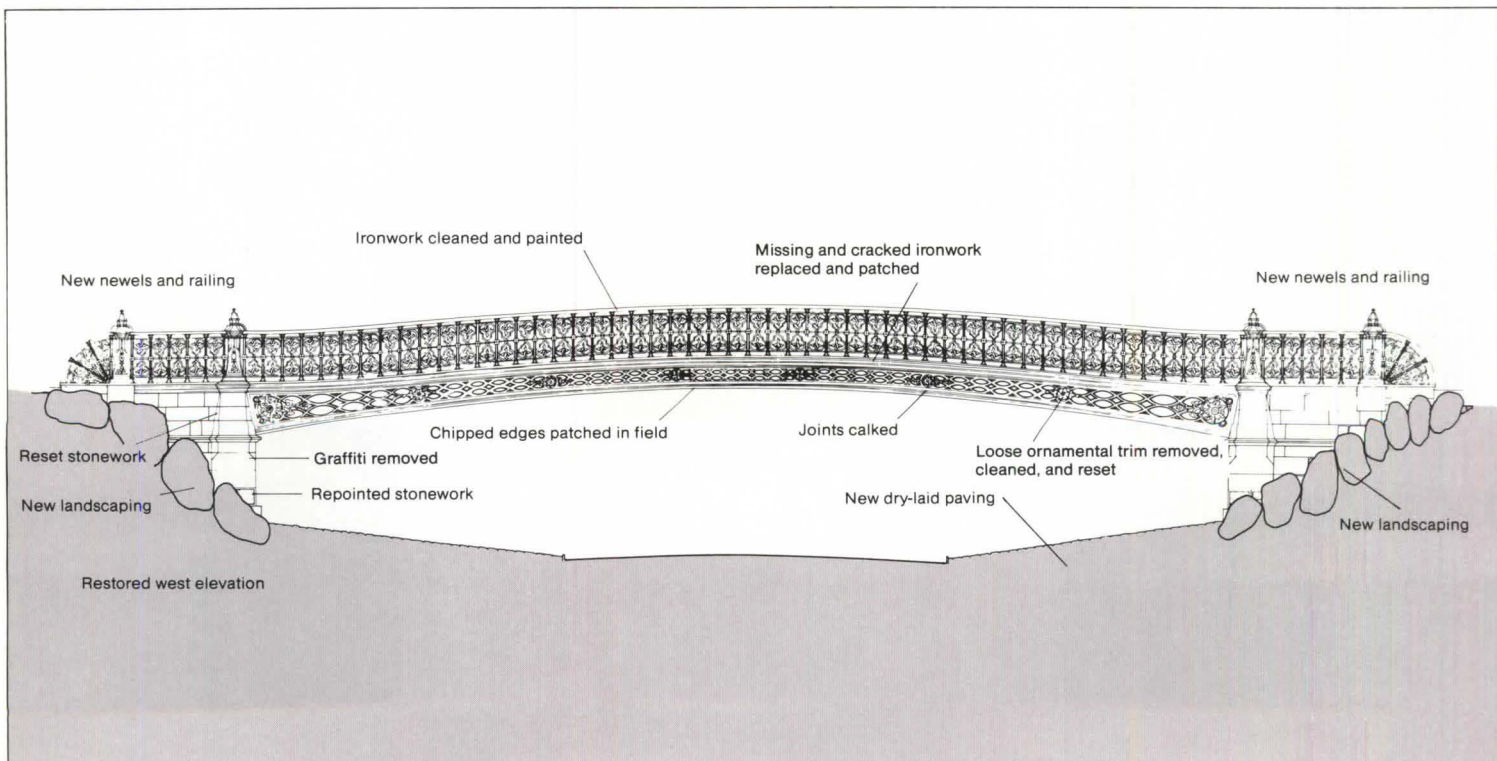 Ironwork cleaned and painted
Missing and cracked ironwork
replaced and patched
New newels and railing
New newels and railing
Chipped edges patched in field
Joints calked
Reset stonework
Graffiti removed
Loose ornamental trim removed,
cleaned, and reset
New landscaping
Repointed stonework
New dry-laid paving
New landscaping
Restored west elevation